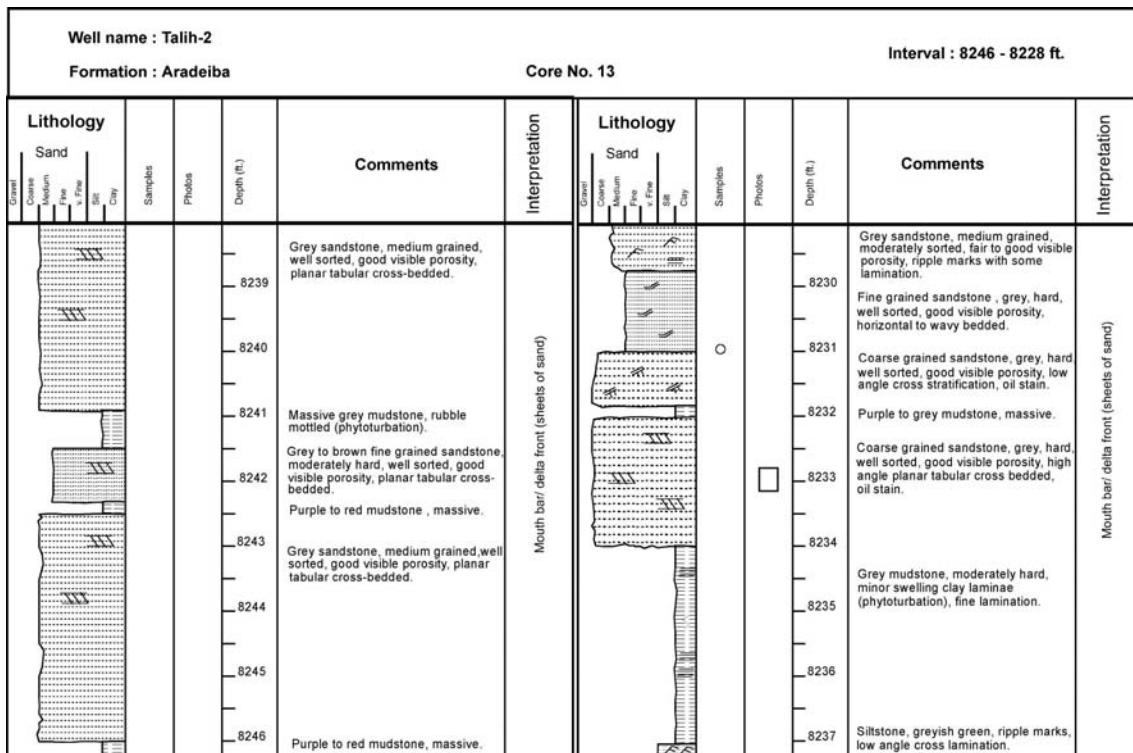 Well name : Talih-2
Formation : Aradeiba
Core No. 13
Interval : 8246 - 8228 ft.
Lithology
Sand
Gravel
Coarse
Medium
Fine
v. Fine
Silt
Clay
Samples
Photos
Depth (ft.)
Comments
Interpretation
Grey sandstone, medium grained,
well sorted, good visible porosity,
planar tabular cross-bedded.
8239
8240
8241
Massive grey mudstone, rubble
mottled (phytoturbation).
Grey to brown fine grained sandstone,
moderately hard, well sorted, good
visible porosity, planar tabular cross-
bedded.
8242
Purple to red mudstone , massive.
8243
Grey sandstone, medium grained,well
sorted, good visible porosity, planar
tabular cross-bedded.
8244
8245
8246
Purple to red mudstone, massive.
Mouth bar/ delta front (sheets of sand)
Lithology
Sand
Gravel
Coarse
Medium
Fine
v. Fine
Silt
Clay
Samples
Photos
Depth (ft.)
Comments
Interpretation
Grey sandstone, medium grained,
moderately sorted, fair to good visible
porosity, ripple marks with some
lamination.
8230
Fine grained sandstone , grey, hard,
well sorted, good visible porosity,
horizontal to wavy bedded.
8231
Coarse grained sandstone, grey, hard
well sorted, good visible porosity, low
angle cross stratification, oil stain.
8232
Purple to grey mudstone, massive.
Coarse grained sandstone, grey, hard,
well sorted, good visible porosity, high
angle planar tabular cross bedded,
oil stain.
8233
8234
Grey mudstone, moderately hard,
minor swelling clay laminae
(phytoturbation), fine lamination.
8235
8236
8237
Siltstone, greyish green, ripple marks,
low angle cross lamination.
Mouth bar/ delta front (sheets of sand)